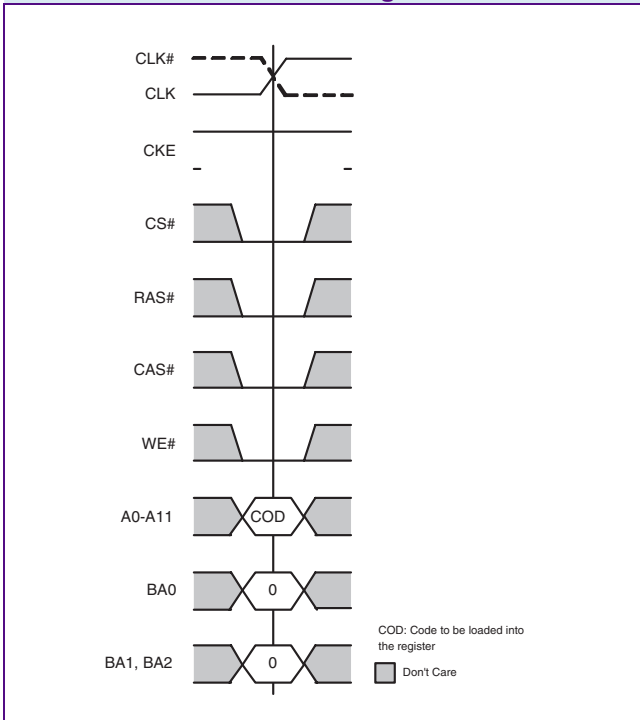 CLK#
CLK
CKE
CS#
RAS#
CAS#
WE#
A0-A11
COD
BA0
0
BA1, BA2
0
COD: Code to be loaded into
the register
Don't Care